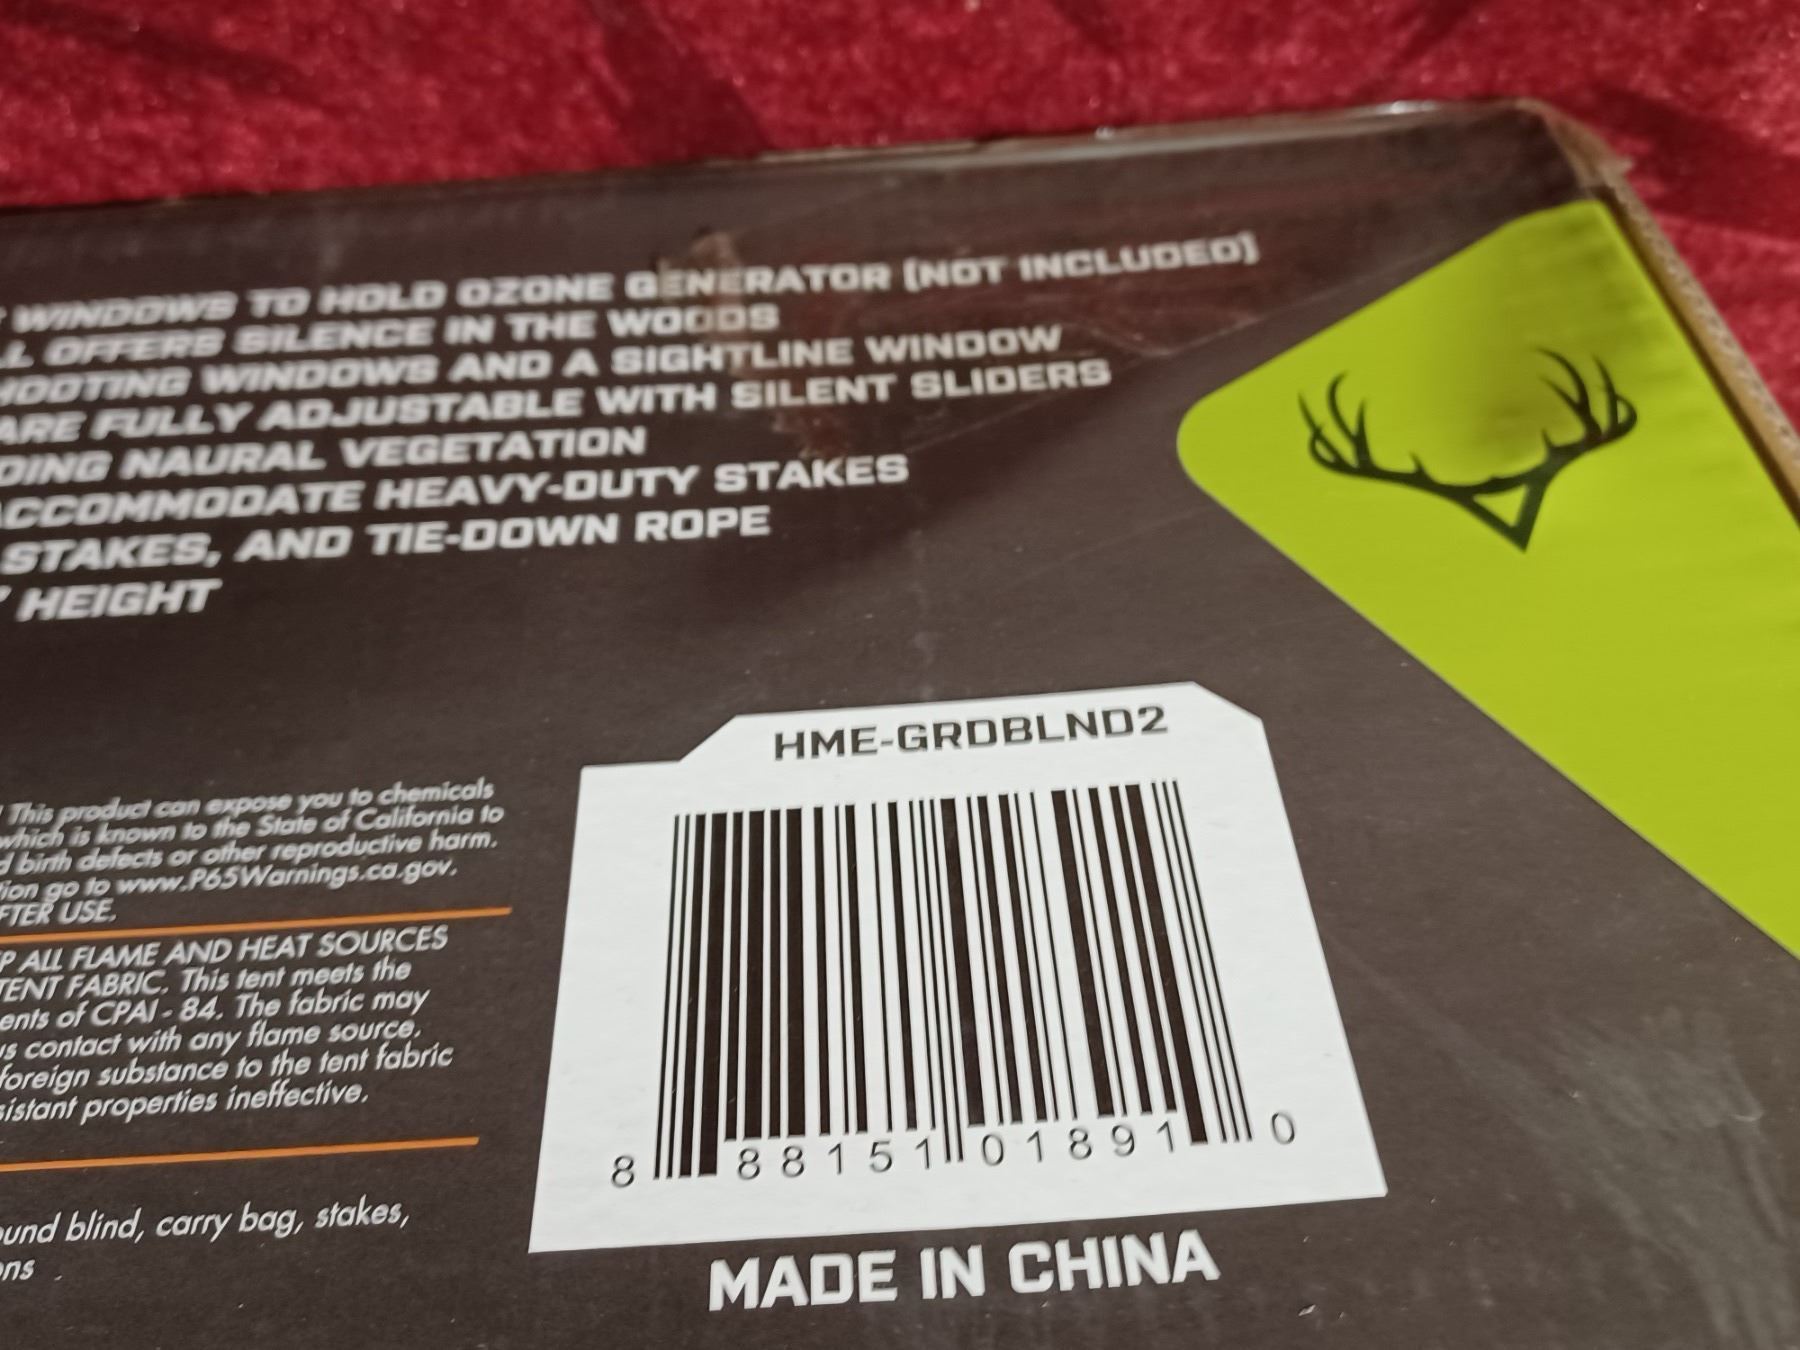 WINDOWS TO HOLD OZONE GENERATOR (NOT INCLUDED)
OFFERS SILENCE IN THE WOODS
WINDOWS AND A SIGHTLINE WINDOW
ARE FULLY ADJUSTABLE WITH SILENT SLIDERS
NAURAL VEGETATION
ACCOMMODATE HEAVY-DUTY STAKES
STAKES, AND TIE-DOWN ROPE
HEIGHT
HME-GRDBLND2
This product can expose you to chemicals
which is known to the State of California to
birth defects or other reproductive harm.
go to www.P65Warnings.ca.gov.
USE.
ALL FLAME AND HEAT SOURCES
TENT FABRIC. This tent meets the
of CPAI - 84. The fabric may
contact with any flame source.
foreign substance to the tent fabric
properties ineffective.
blind, carry bag, stakes,
8 88151 01891 0
MADE IN CHINA